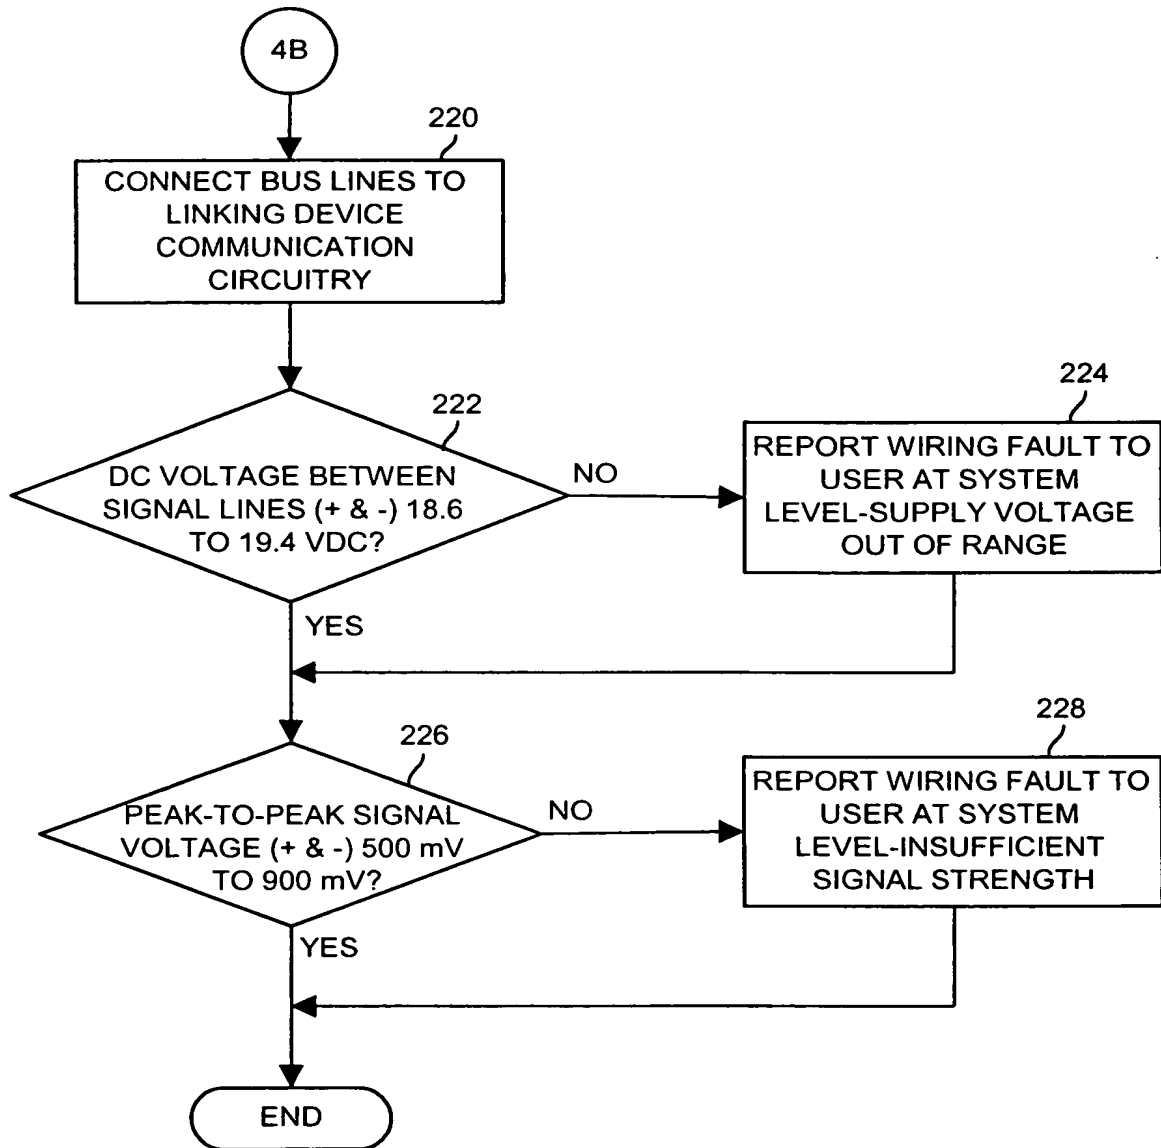 4B
220
CONNECT BUS LINES TO
LINKING DEVICE
COMMUNICATION
CIRCUITRY
222
DC VOLTAGE BETWEEN
SIGNAL LINES (+ & -) 18.6
TO 19.4 VDC?
NO
224
REPORT WIRING FAULT TO
USER AT SYSTEM
LEVEL-SUPPLY VOLTAGE
OUT OF RANGE
YES
226
PEAK-TO-PEAK SIGNAL
VOLTAGE (+ & -) 500 mV
TO 900 mV?
NO
228
REPORT WIRING FAULT TO
USER AT SYSTEM
LEVEL-INSUFFICIENT
SIGNAL STRENGTH
YES
END